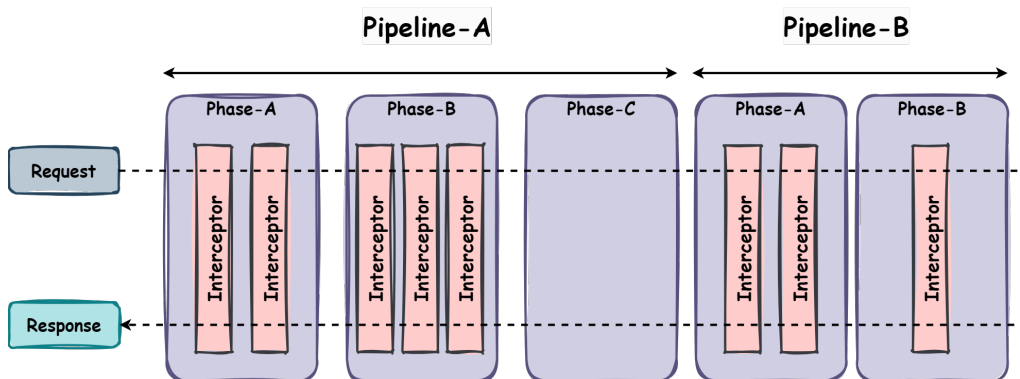 Pipeline-A
Pipeline-B
Phase-A
Phase-B
Phase-C
Phase-A
Phase-B
Request
Interceptor
Interceptor
Interceptor
Interceptor
Interceptor
Interceptor
Interceptor
Interceptor
Response